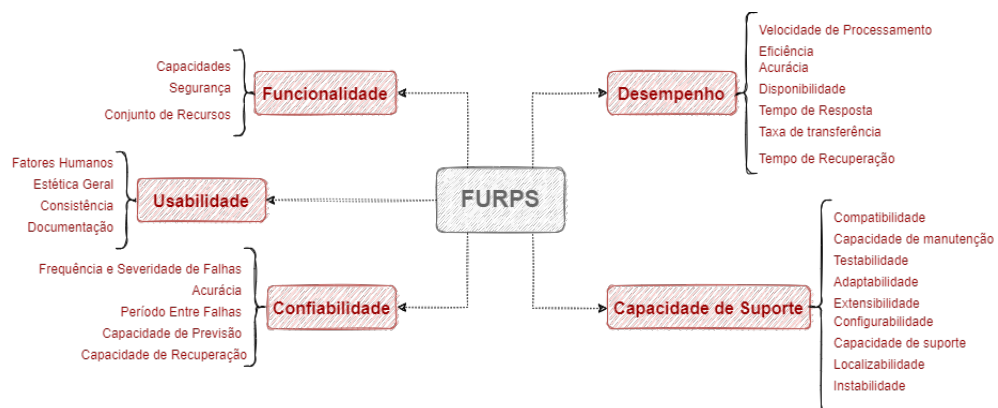 FURPS
Funcionalidade
Capacidades
Segurança
Conjunto de Recursos
Usabilidade
Fatores Humanos
Estética Geral
Consistência
Documentação
Confiabilidade
Frequência e Severidade de Falhas
Acurácia
Período Entre Falhas
Capacidade de Previsão
Capacidade de Recuperação
Desempenho
Velocidade de Processamento
Eficiência
Acurácia
Disponibilidade
Tempo de Resposta
Taxa de transferência
Tempo de Recuperação
Capacidade de Suporte
Compatibilidade
Capacidade de manutenção
Testabilidade
Adaptabilidade
Extensibilidade
Configurabilidade
Capacidade de suporte
Localizabilidade
Instabilidade